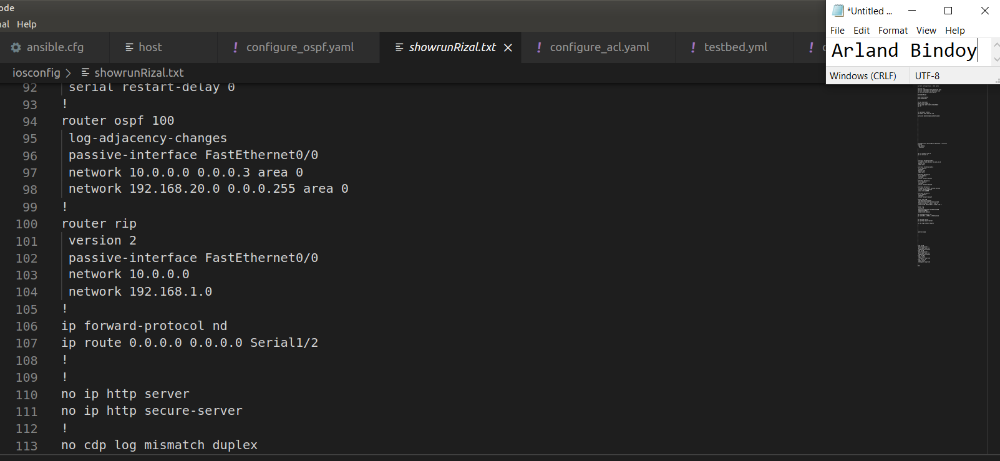 ode
nal Help
*Untitled ...
File Edit Format View Help
Arland Bindoy
Windows (CRLF) UTF-8
ansible.cfg host ! configure_ospf.yaml showrunRizal.txt ! configure_acl.yaml ! testbed.yml !
iosconfig > showrunRizal.txt
92 serial restart-delay 0
93 !
94 router ospf 100
95 log-adjacency-changes
96 passive-interface FastEthernet0/0
97 network 10.0.0.0 0.0.0.3 area 0
98 network 192.168.20.0 0.0.0.255 area 0
99 !
100 router rip
101 version 2
102 passive-interface FastEthernet0/0
103 network 10.0.0.0
104 network 192.168.1.0
105 !
106 ip forward-protocol nd
107 ip route 0.0.0.0 0.0.0.0 Serial1/2
108 !
109 !
110 no ip http server
111 no ip http secure-server
112 !
113 no cdp log mismatch duplex